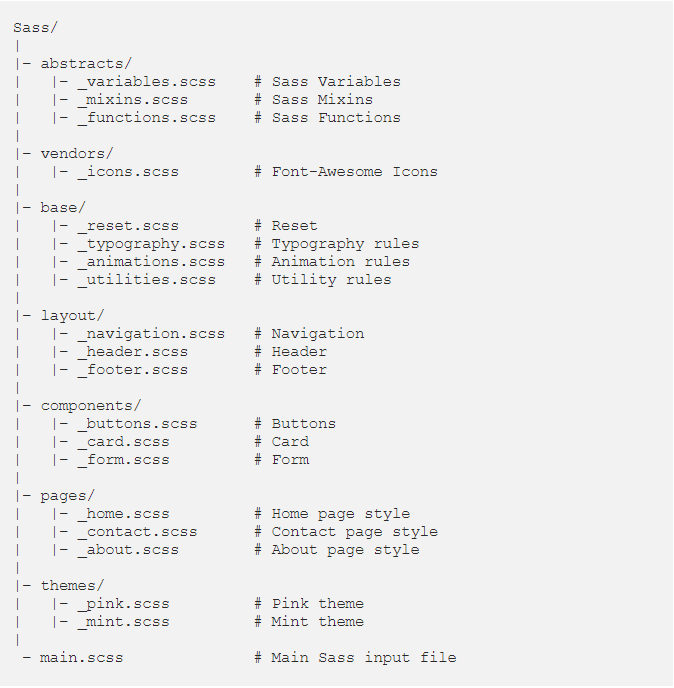 Sass/
|
|- abstracts/
|   |- _variables.scss    # Sass Variables
|   |- _mixins.scss       # Sass Mixins
|   |- _functions.scss    # Sass Functions
|
|- vendors/
|   |- _icons.scss        # Font-Awesome Icons
|
|- base/
|   |- _reset.scss        # Reset
|   |- _typography.scss   # Typography rules
|   |- _animations.scss   # Animation rules
|   |- _utilities.scss    # Utility rules
|
|- layout/
|   |- _navigation.scss   # Navigation
|   |- _header.scss       # Header
|   |- _footer.scss       # Footer
|
|- components/
|   |- _buttons.scss      # Buttons
|   |- _card.scss         # Card
|   |- _form.scss         # Form
|
|- pages/
|   |- _home.scss         # Home page style
|   |- _contact.scss      # Contact page style
|   |- _about.scss        # About page style
|
|- themes/
|   |- _pink.scss         # Pink theme
|   |- _mint.scss         # Mint theme
|
 - main.scss              # Main Sass input file